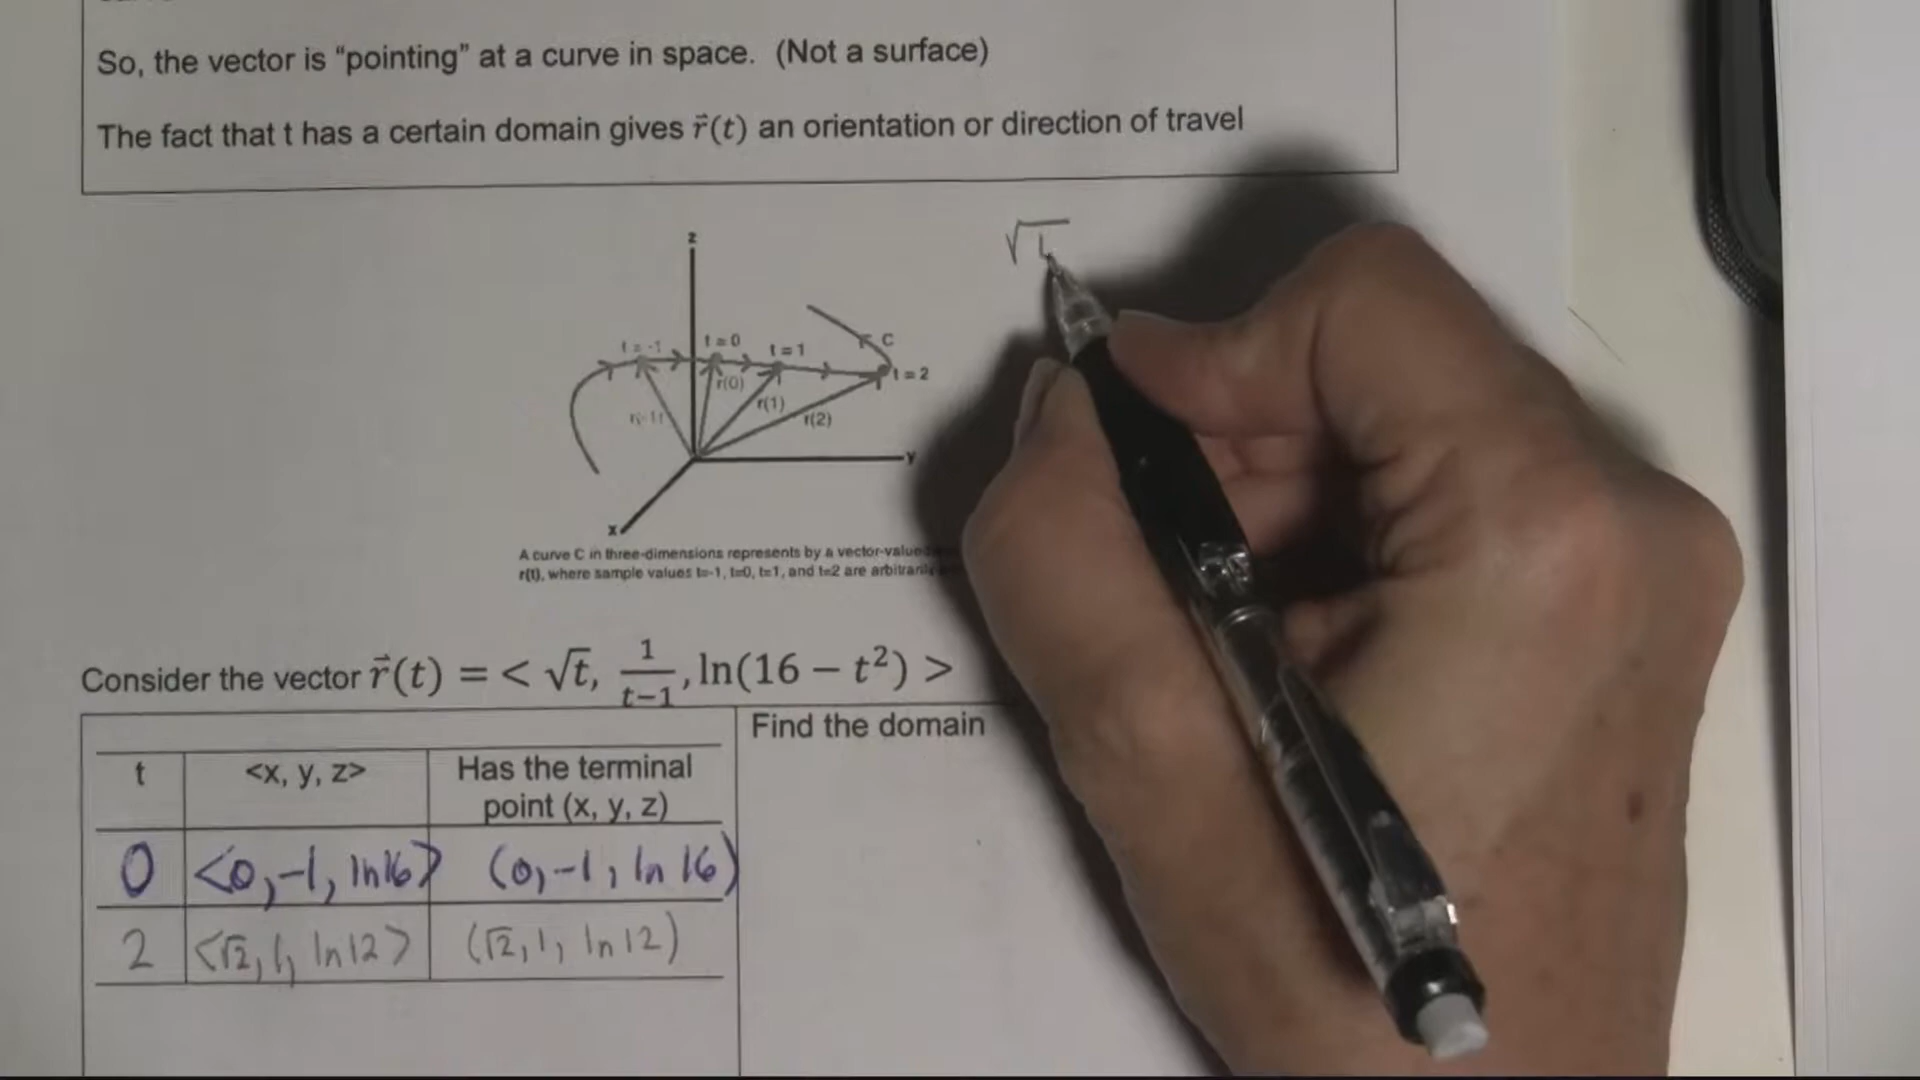 So, the vector is “pointing” at a curve in space. (Not a surface)
The fact that t has a certain domain gives r⃗(t) an orientation or direction of travel
√t
z
t = -1
t = 0
t = 1
C
t = 2
r(0)
r(1)
r(2)
y
x
A curve C in three-dimensions represents by a vector-valued
r(t), where sample values t=-1, t=0, t=1, and t=2 are
Consider the vector r⃗(t) = < √t, 1/(t−1), ln(16 − t²) >
Find the domain
t <x, y, z> Has the terminal
point (x, y, z)
0 <0, -1, ln16> (0, -1, ln 16)
2 <√2, 1, ln 12> (√2, 1, ln 12)